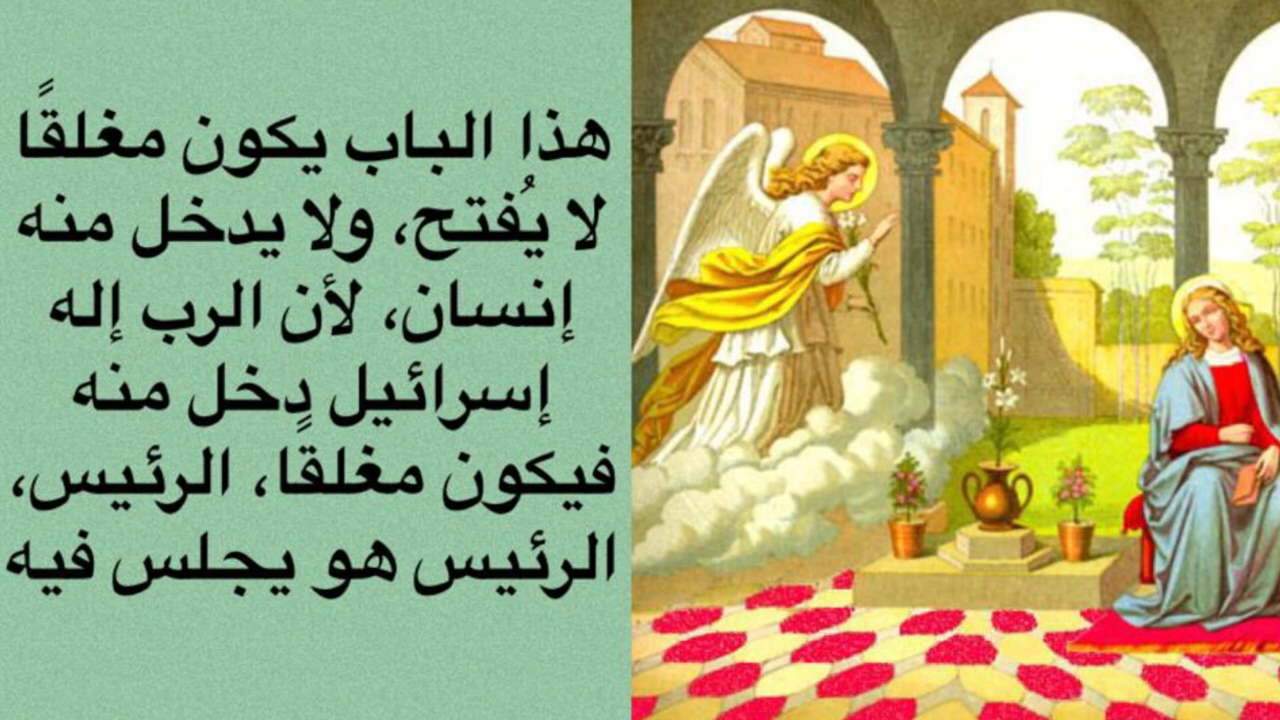 هذا الباب يكون مغلقًا
لا يُفتح، ولا يدخل منه
إنسان، لأن الرب إله
إسرائيل دٍخل منه
فيكون مغلقا، الرئيس،
الرئيس هو يجلس فيه